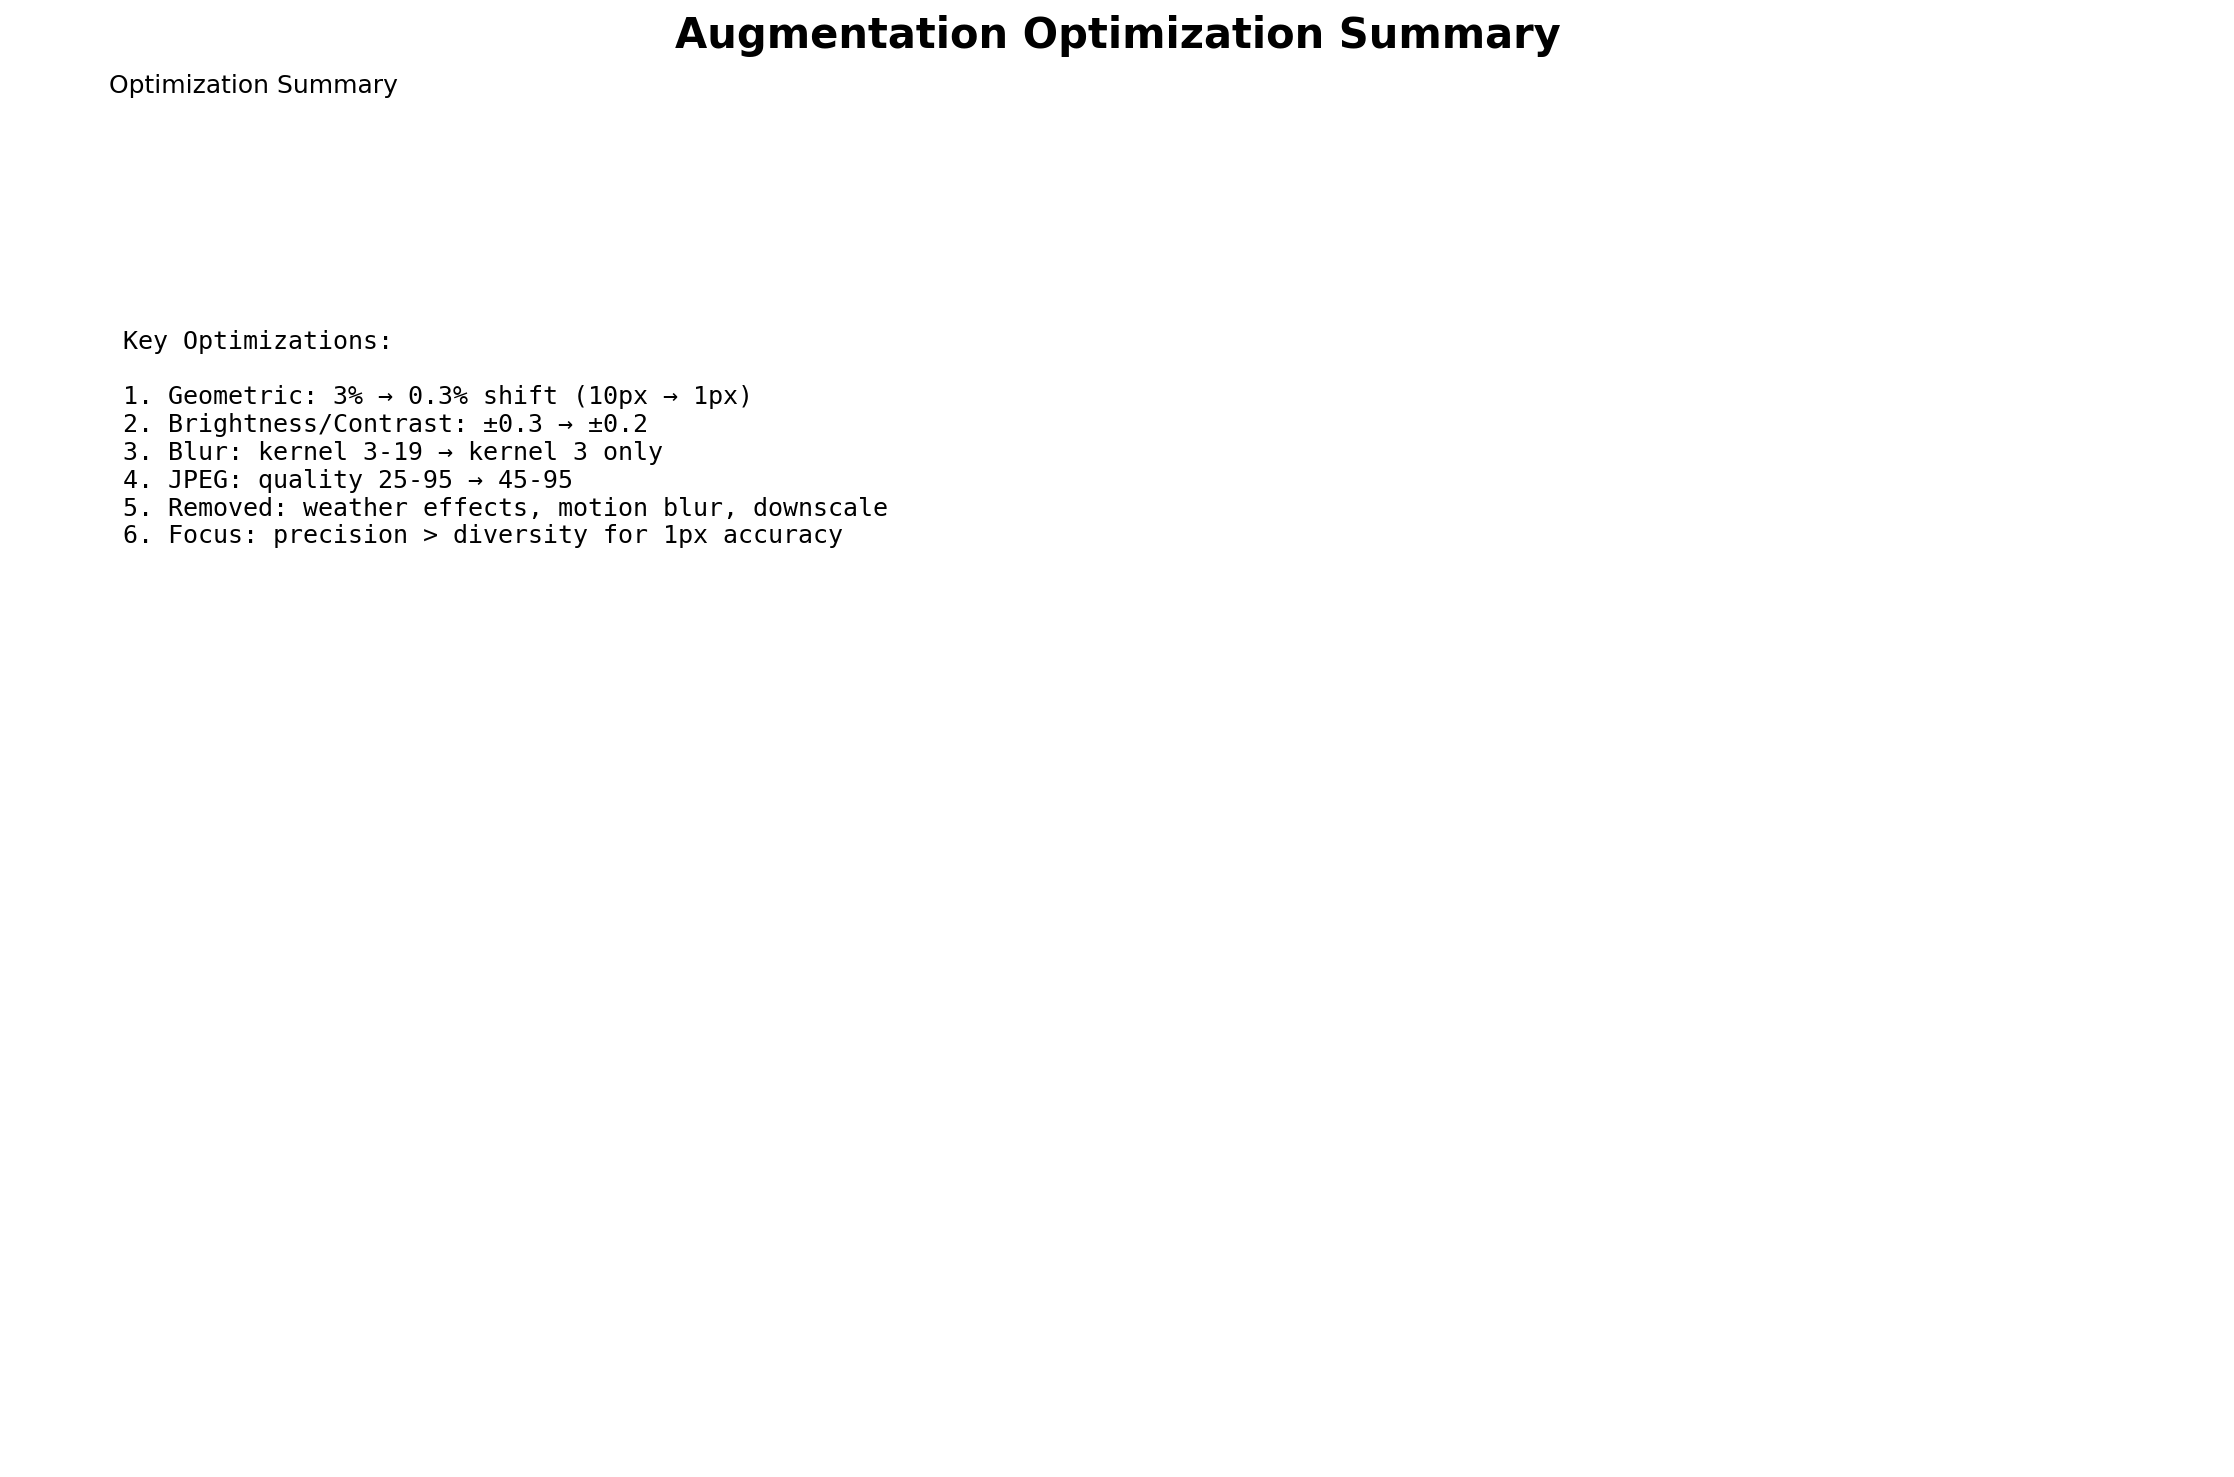 Augmentation Optimization Summary
Optimization Summary
Key Optimizations:
1. Geometric: 3% → 0.3% shift (10px → 1px)
2. Brightness/Contrast: ±0.3 → ±0.2
3. Blur: kernel 3-19 → kernel 3 only
4. JPEG: quality 25-95 → 45-95
5. Removed: weather effects, motion blur, downscale
6. Focus: precision > diversity for 1px accuracy